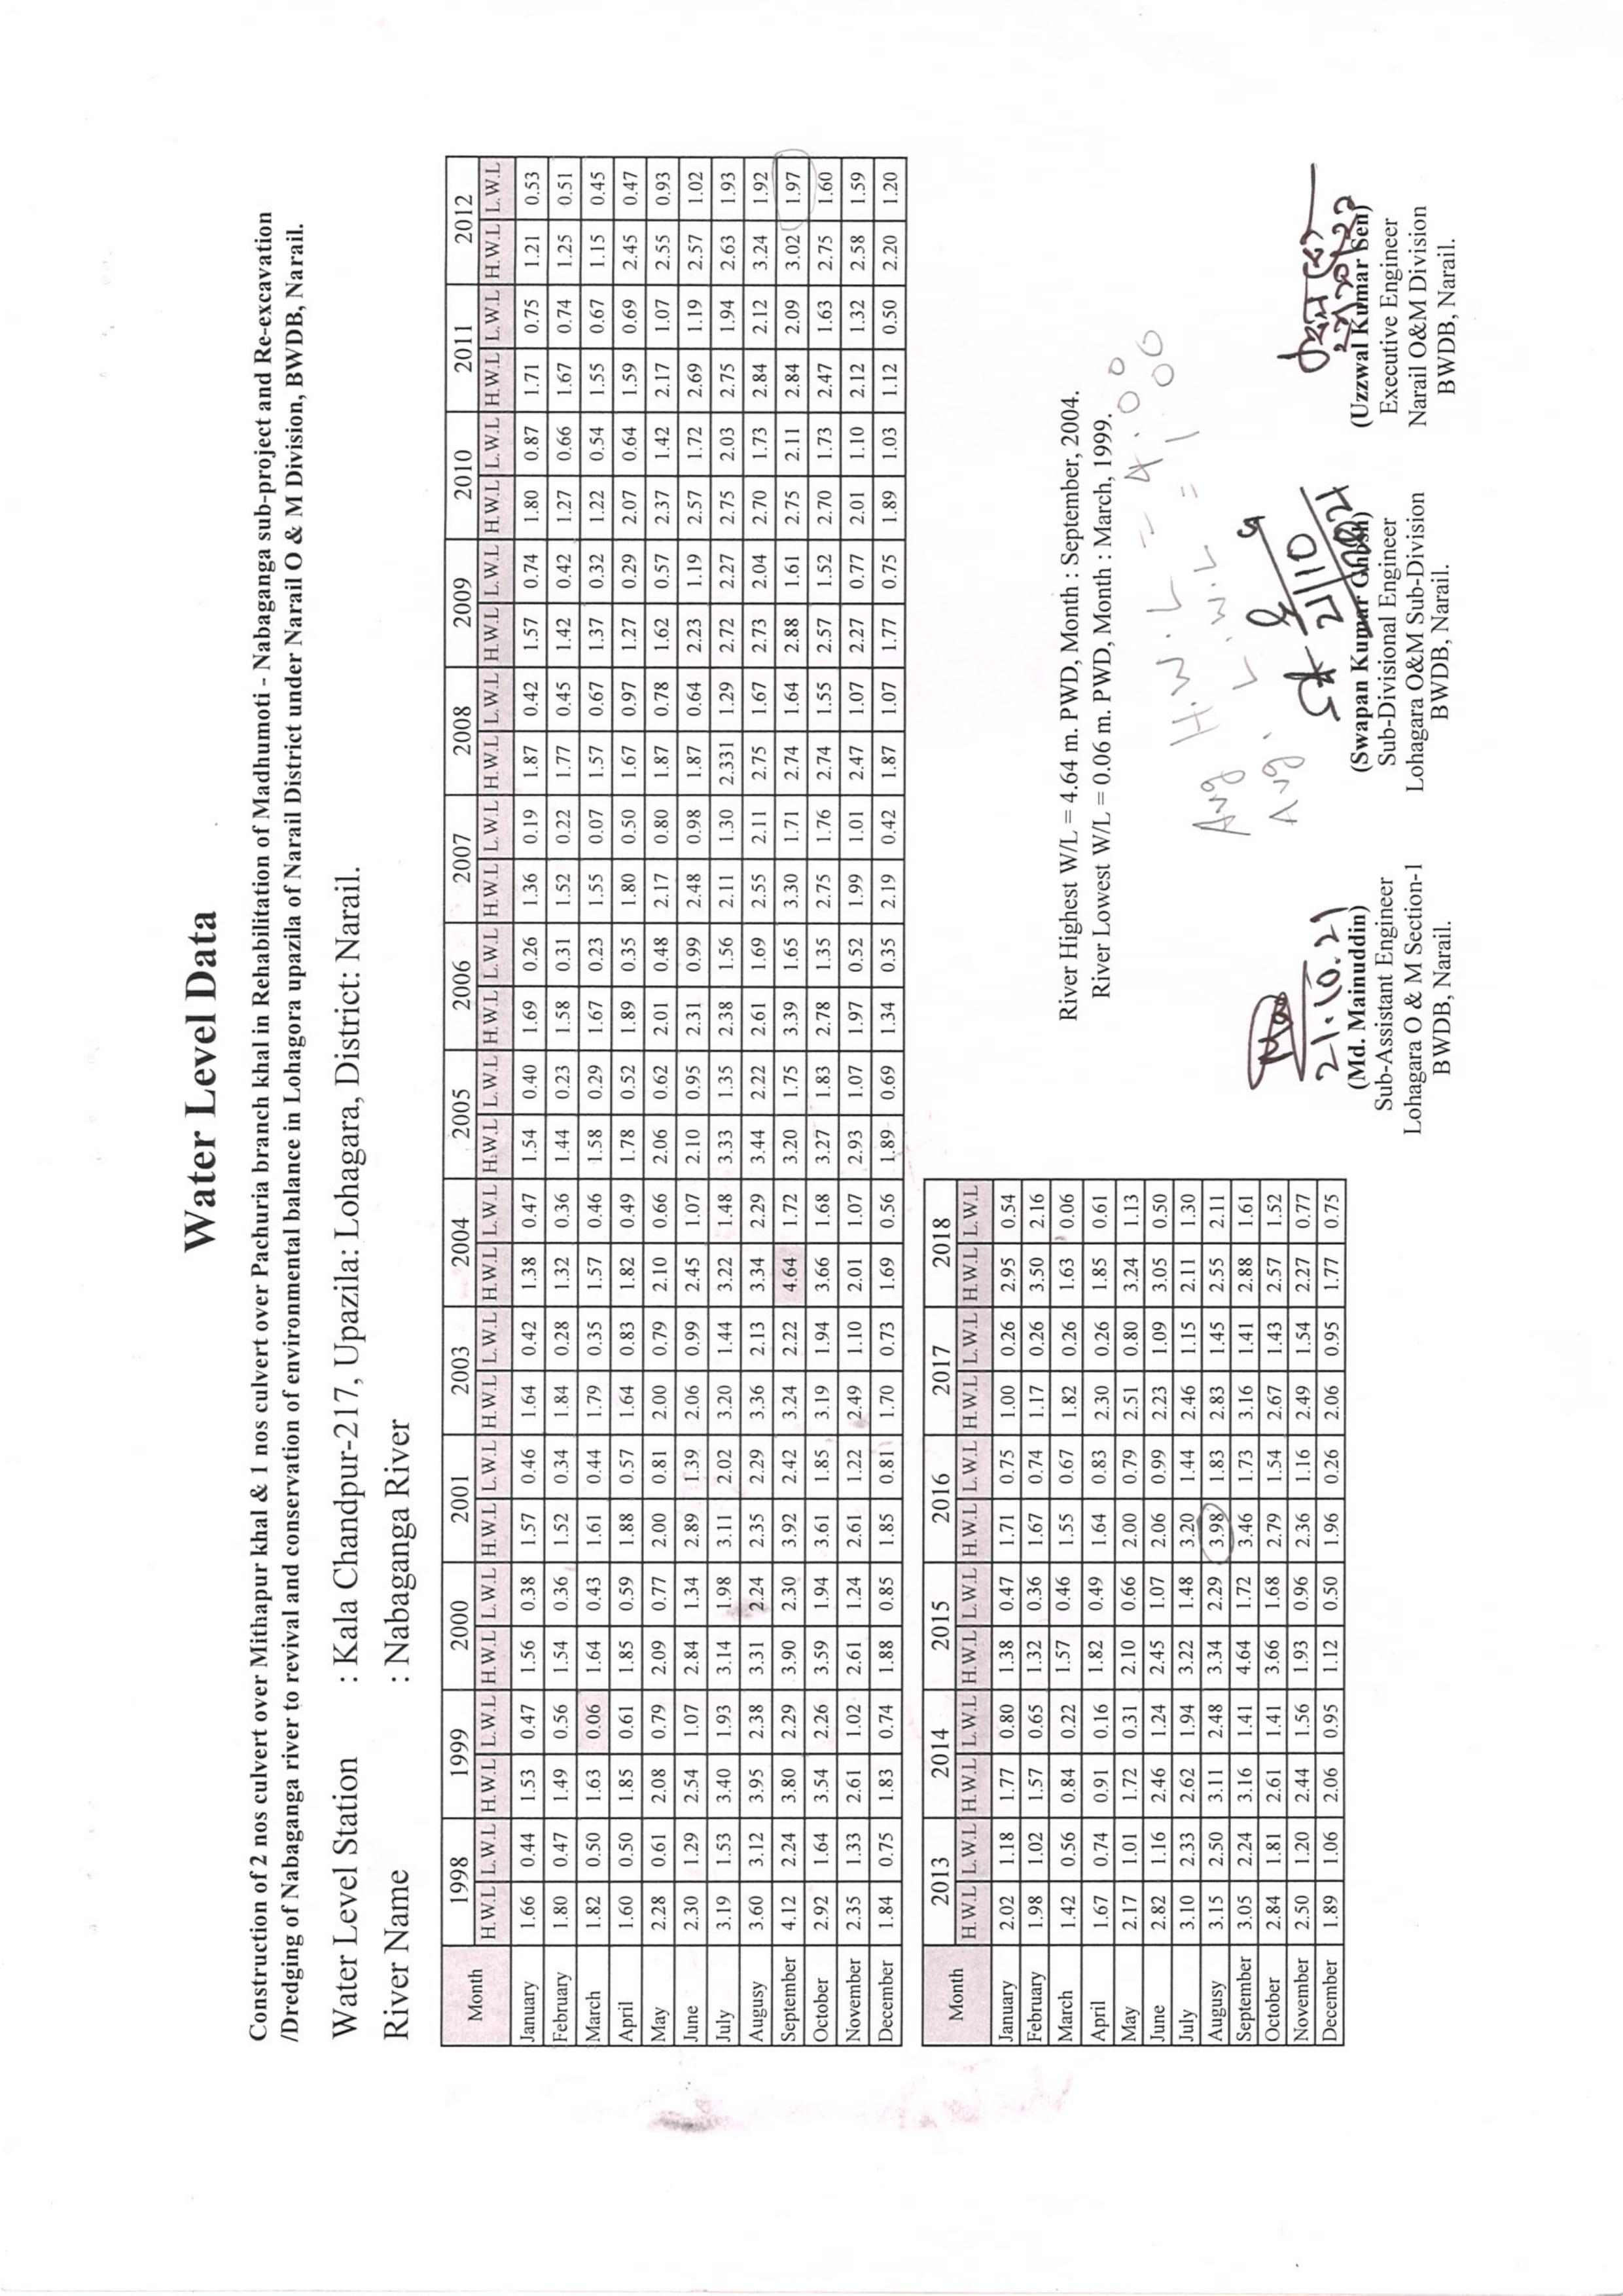 Water Level Data
Construction of 2 nos culvert over Mithapur khal & 1 nos culvert over Pachuria branch khal in Rehabilitation of Madhumoti - Nabaganga sub-project and Re-excavation
/Dredging of Nabaganga river to revival and conservation of environmental balance in Lohagora upazila of Narail District under Narail O & M Division, BWDB, Narail.
Water Level Station : Kala Chandpur-217, Upazila: Lohagara, District: Narail.
River Name : Nabaganga River
Month 1998 1999 2000 2001 2003 2004 2005 2006 2007 2008 2009 2010 2011 2012
H.W.L L.W.L H.W.L L.W.L H.W.L L.W.L H.W.L L.W.L H.W.L L.W.L H.W.L L.W.L H.W.L L.W.L H.W.L L.W.L H.W.L L.W.L H.W.L L.W.L H.W.L L.W.L H.W.L L.W.L H.W.L L.W.L H.W.L L.W.L
January 1.66 0.44 1.53 0.47 1.56 0.38 1.57 0.46 1.64 0.42 1.38 0.47 1.54 0.40 1.69 0.26 1.36 0.19 1.87 0.42 1.57 0.74 1.80 0.87 1.71 0.75 1.21 0.53
February 1.80 0.47 1.49 0.56 1.54 0.36 1.52 0.34 1.84 0.28 1.32 0.36 1.44 0.23 1.58 0.31 1.52 0.22 1.77 0.45 1.42 0.42 1.27 0.66 1.67 0.74 1.25 0.51
March 1.82 0.50 1.63 0.06 1.64 0.43 1.61 0.44 1.79 0.35 1.57 0.46 1.58 0.29 1.67 0.23 1.55 0.07 1.57 0.67 1.37 0.32 1.22 0.54 1.55 0.67 1.15 0.45
April 1.60 0.50 1.85 0.61 1.85 0.59 1.88 0.57 1.64 0.83 1.82 0.49 1.78 0.52 1.89 0.35 1.80 0.50 1.67 0.97 1.27 0.29 2.07 0.64 1.59 0.69 2.45 0.47
May 2.28 0.61 2.08 0.79 2.09 0.77 2.00 0.81 2.00 0.79 2.10 0.66 2.06 0.62 2.01 0.48 2.17 0.80 1.87 0.78 1.62 0.57 2.37 1.42 2.17 1.07 2.55 0.93
June 2.30 1.29 2.54 1.07 2.84 1.34 2.89 1.39 2.06 0.99 2.45 1.07 2.10 0.95 2.31 0.99 2.48 0.98 1.87 0.64 2.23 1.19 2.57 1.72 2.69 1.19 2.57 1.02
July 3.19 1.53 3.40 1.93 3.14 1.98 3.11 2.02 3.20 1.44 3.22 1.48 3.33 1.35 2.38 1.56 2.11 1.30 2.331 1.29 2.72 2.27 2.75 2.03 2.75 1.94 2.63 1.93
Augusy 3.60 3.12 3.95 2.38 3.31 2.24 2.35 2.29 3.36 2.13 3.34 2.29 3.44 2.22 2.61 1.69 2.55 2.11 2.75 1.67 2.73 2.04 2.70 1.73 2.84 2.12 3.24 1.92
September 4.12 2.24 3.80 2.29 3.90 2.30 3.92 2.42 3.24 2.22 4.64 1.72 3.20 1.75 3.39 1.65 3.30 1.71 2.74 1.64 2.88 1.61 2.75 2.11 2.84 2.09 3.02 1.97
October 2.92 1.64 3.54 2.26 3.59 1.94 3.61 1.85 3.19 1.94 3.66 1.68 3.27 1.83 2.78 1.35 2.75 1.76 2.74 1.55 2.57 1.52 2.70 1.73 2.47 1.63 2.75 1.60
November 2.35 1.33 2.61 1.02 2.61 1.24 2.61 1.22 2.49 1.10 2.01 1.07 2.93 1.07 1.97 0.52 1.99 1.01 2.47 1.07 2.27 0.77 2.01 1.10 2.12 1.32 2.58 1.59
December 1.84 0.75 1.83 0.74 1.88 0.85 1.85 0.81 1.70 0.73 1.69 0.56 1.89 0.69 1.34 0.35 2.19 0.42 1.87 1.07 1.77 0.75 1.89 1.03 1.12 0.50 2.20 1.20
Month 2013 2014 2015 2016 2017 2018
H.W.L L.W.L H.W.L L.W.L H.W.L L.W.L H.W.L L.W.L H.W.L L.W.L H.W.L L.W.L
January 2.02 1.18 1.77 0.80 1.38 0.47 1.71 0.75 1.00 0.26 2.95 0.54
February 1.98 1.02 1.57 0.65 1.32 0.36 1.67 0.74 1.17 0.26 3.50 2.16
March 1.42 0.56 0.84 0.22 1.57 0.46 1.55 0.67 1.82 0.26 1.63 0.06
April 1.67 0.74 0.91 0.16 1.82 0.49 1.64 0.83 2.30 0.26 1.85 0.61
May 2.17 1.01 1.72 0.31 2.10 0.66 2.00 0.79 2.51 0.80 3.24 1.13
June 2.82 1.16 2.46 1.24 2.45 1.07 2.06 0.99 2.23 1.09 3.05 0.50
July 3.10 2.33 2.62 1.94 3.22 1.48 3.20 1.44 2.46 1.15 2.11 1.30
Augusy 3.15 2.50 3.11 2.48 3.34 2.29 3.98 1.83 2.83 1.45 2.55 2.11
September 3.05 2.24 3.16 1.41 4.64 1.72 3.46 1.73 3.16 1.41 2.88 1.61
October 2.84 1.81 2.61 1.41 3.66 1.68 2.79 1.54 2.67 1.43 2.57 1.52
November 2.50 1.20 2.44 1.56 1.93 0.96 2.36 1.16 2.49 1.54 2.27 0.77
December 1.89 1.06 2.06 0.95 1.12 0.50 1.96 0.26 2.06 0.95 1.77 0.75
River Highest W/L = 4.64 m. PWD, Month : September, 2004.
River Lowest W/L = 0.06 m. PWD, Month : March, 1999.
Avg H.W.L = 4.00
Avg. L.W.L = 1.00
21.10.21
21/10
(Md. Mainuddin)
Sub-Assistant Engineer
Lohagara O & M Section-1
BWDB, Narail.
(Swapan Kumar Ghosh)
Sub-Divisional Engineer
Lohagara O&M Sub-Division
BWDB, Narail.
(Uzzwal Kumar Sen)
Executive Engineer
Narail O&M Division
BWDB, Narail.